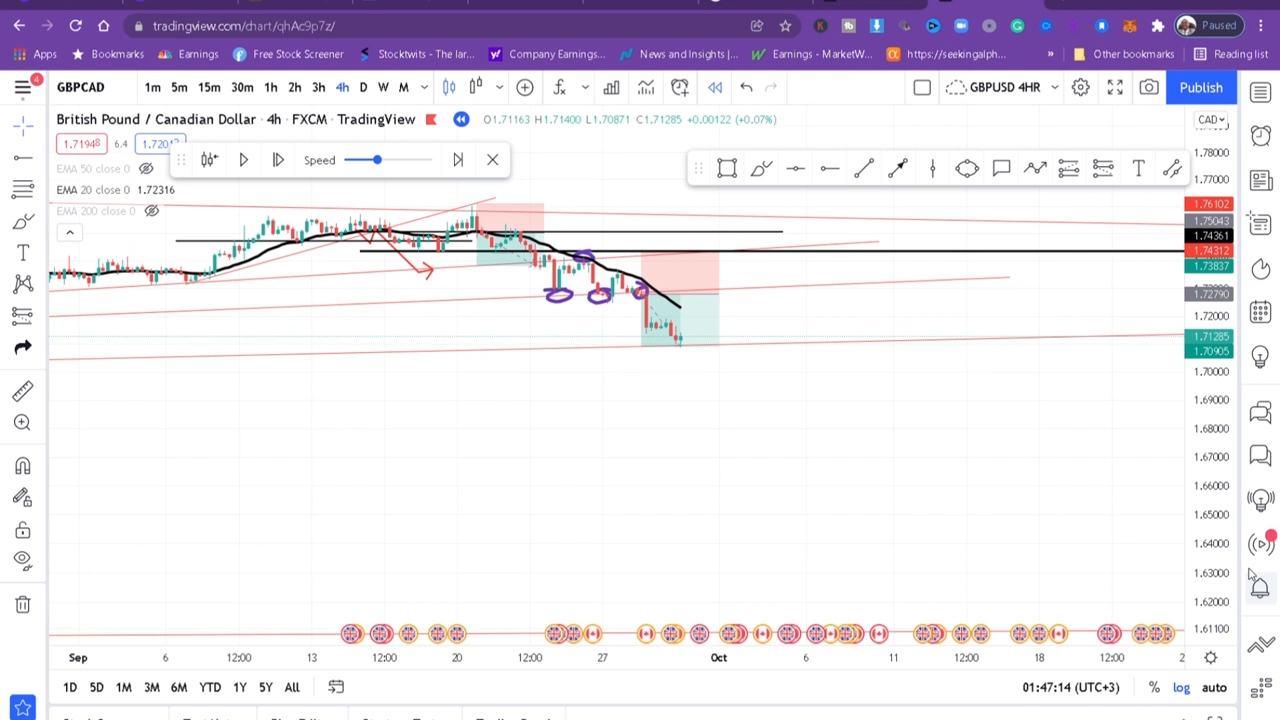 tradingview.com/chart/qhAc9p7z/
Paused
Apps Bookmarks Earnings Free Stock Screener Stocktwits - The lar... Company Earnings... News and Insights |... Earnings - MarketW... https://seekingalph... » Other bookmarks Reading list
4 GBPCAD 1m 5m 15m 30m 1h 2h 3h 4h D W M GBPUSD 4HR Publish
British Pound / Canadian Dollar · 4h · FXCM · TradingView O1.71163 H1.71400 L1.70871 C1.71285 +0.00122 (+0.07%) CAD
1.71948 6.4
Speed
1.78000
EMA 50 close 0
1.77000
EMA 20 close 0 1.72316
EMA 200 close 0
1.76102
1.75043
1.74361
1.74312
1.73837
1.72790
1.72000
1.71285
1.70905
1.70000
1.69000
1.68000
1.67000
1.66000
1.65000
1.64000
1.63000
1.62000
1.61100
Sep 6 12:00 13 12:00 20 12:00 27 Oct 6 11 12:00 18 12:00 2
1D 5D 1M 3M 6M YTD 1Y 5Y All 01:47:14 (UTC+3) % log auto